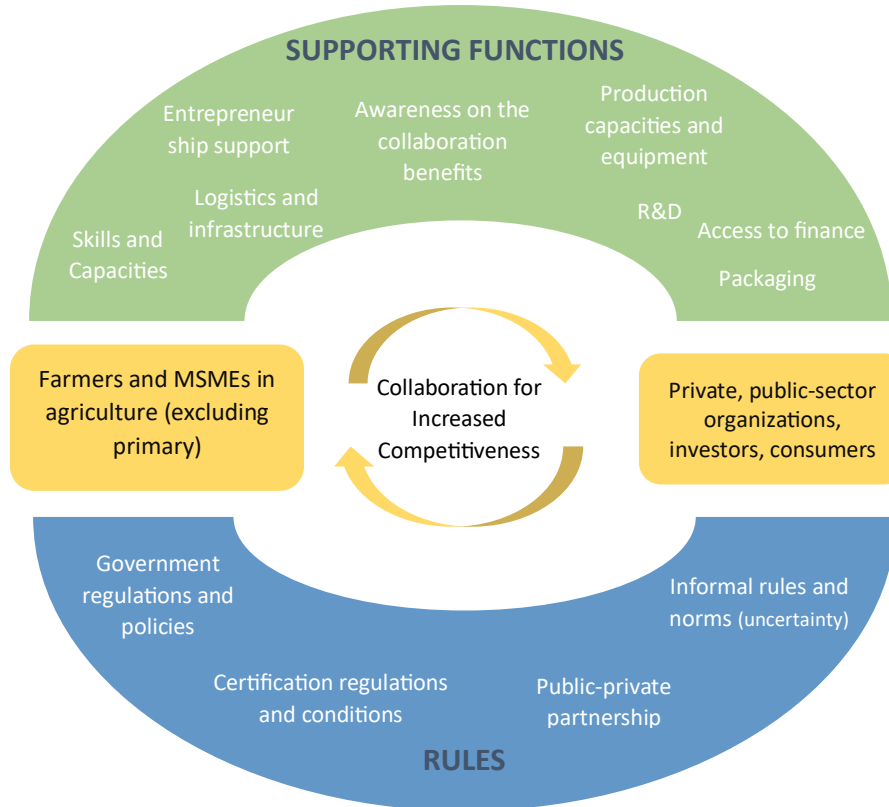 SUPPORTING FUNCTIONS
Entrepreneur
ship support
Awareness on the
collaboration
benefits
Production
capacities and
equipment
Logistics and
infrastructure
R&D
Skills and
Capacities
Access to finance
Packaging
Farmers and MSMEs in
agriculture (excluding
primary)
Collaboration for
Increased
Competitiveness
Private, public-sector
organizations,
investors, consumers
Government
regulations and
policies
Informal rules and
norms (uncertainty)
Certification regulations
and conditions
Public-private
partnership
RULES